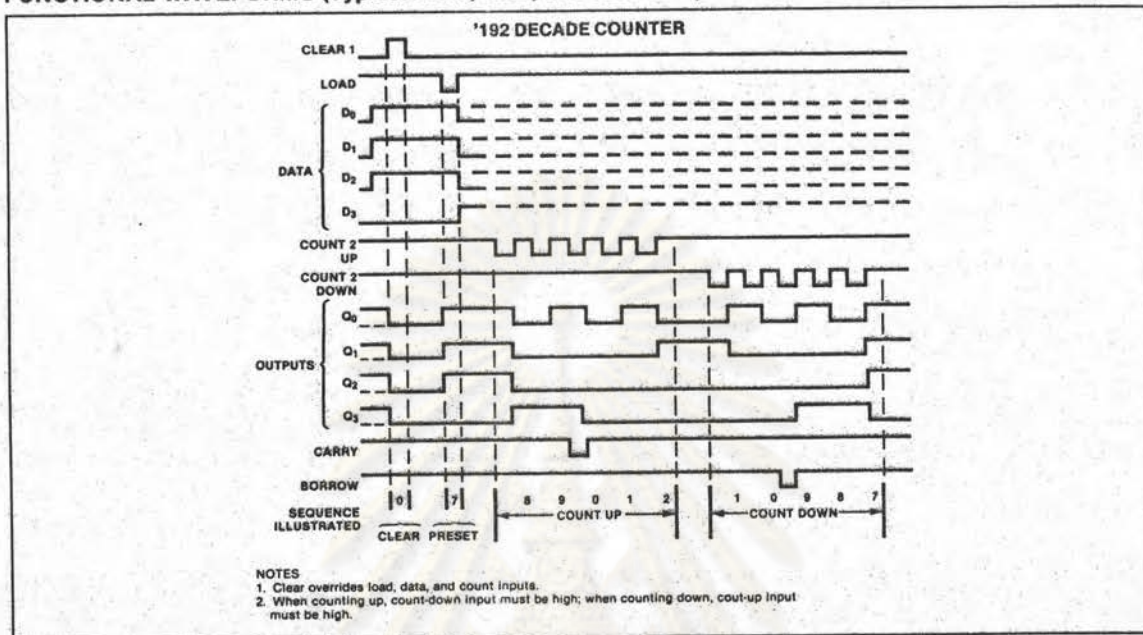 '192 DECADE COUNTER
CLEAR 1
LOAD
DATA
D0
D1
D2
D3
COUNT 2
UP
COUNT 2
DOWN
OUTPUTS
Q0
Q1
Q2
Q3
CARRY
BORROW
SEQUENCE
ILLUSTRATED
0 7 8 9 0 1 2 1 0 9 8 7
CLEAR PRESET COUNT UP COUNT DOWN
NOTES
1. Clear overrides load, data, and count inputs.
2. When counting up, count-down input must be high; when counting down, cout-up input
must be high.